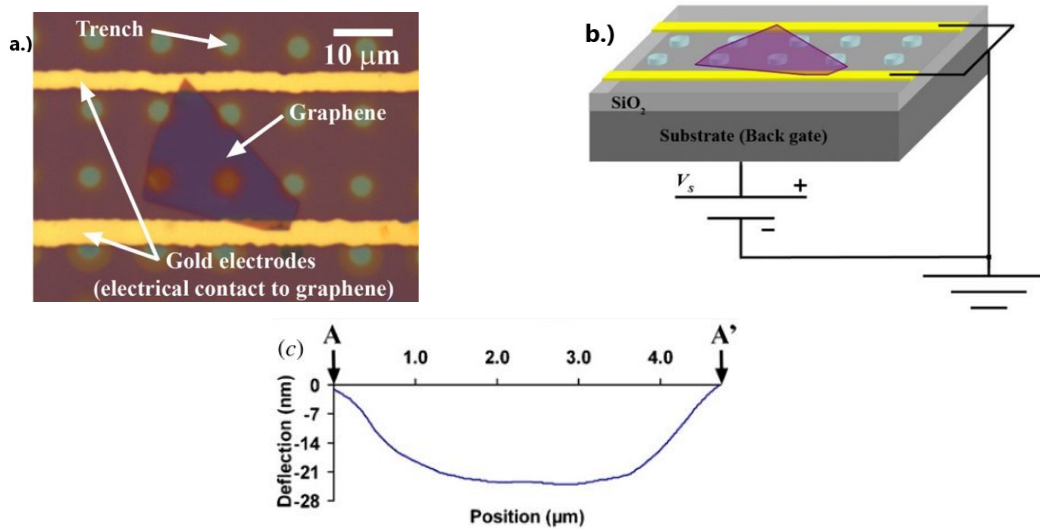 a.)
Trench
10 μm
Graphene
Gold electrodes
(electrical contact to graphene)
b.)
SiO₂
Substrate (Back gate)
Vₛ
+
−
(c)
A
A’
1.0 2.0 3.0 4.0
0
-7
-14
-21
-28
Deflection (nm)
Position (μm)